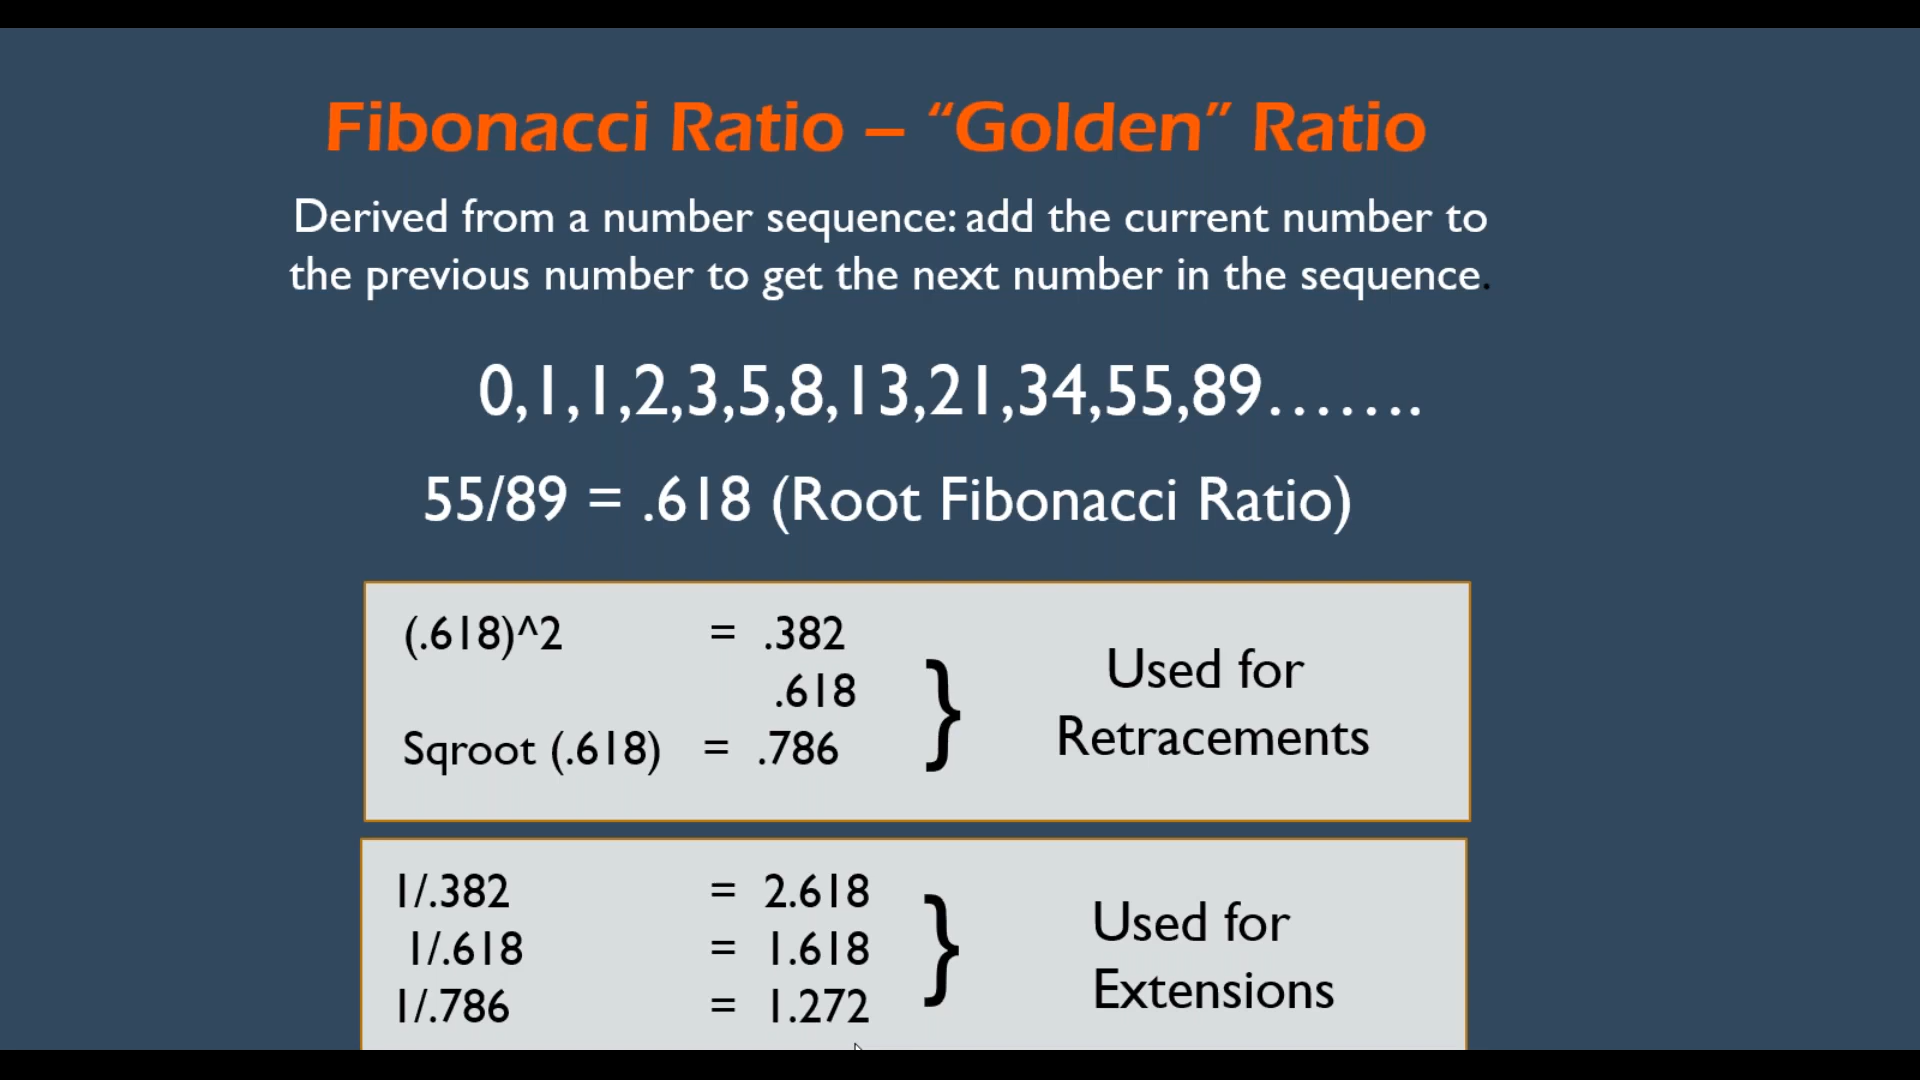 Fibonacci Ratio – “Golden” Ratio
Derived from a number sequence: add the current number to
the previous number to get the next number in the sequence.
0,1,1,2,3,5,8,13,21,34,55,89…….
55/89 = .618 (Root Fibonacci Ratio)
(.618)^2 = .382
.618
Sqroot (.618) = .786
} Used for
Retracements
1/.382 = 2.618
1/.618 = 1.618
1/.786 = 1.272
} Used for
Extensions